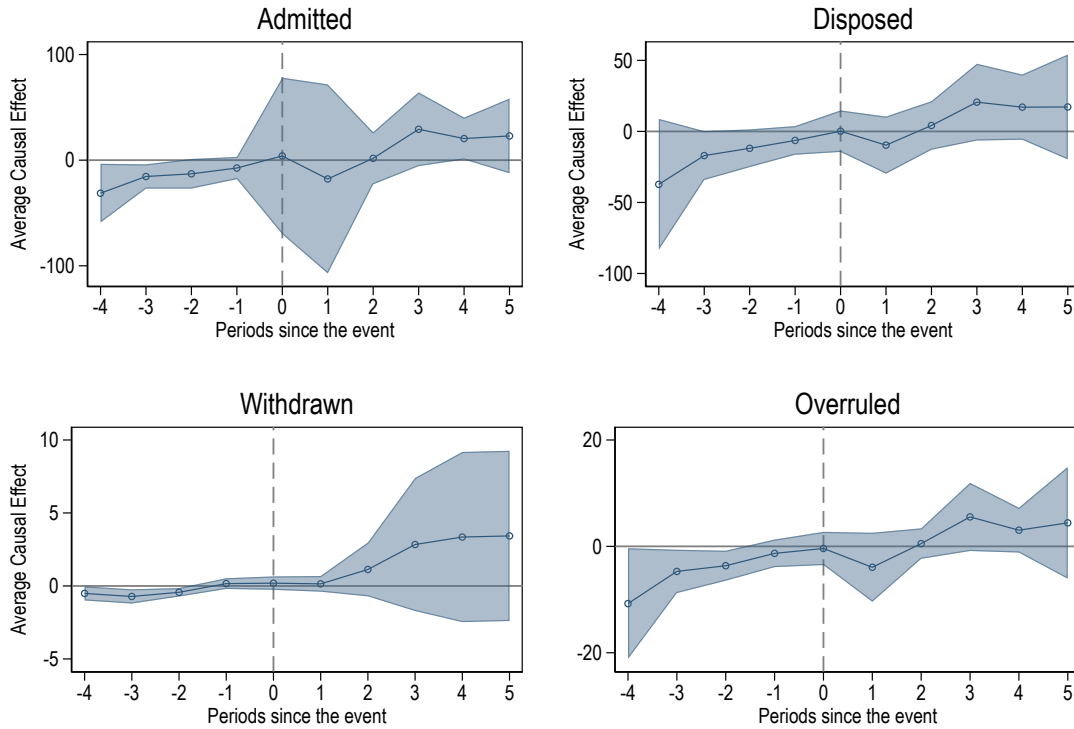 Admitted
Average Causal Effect
100
0
-100
-4 -3 -2 -1 0 1 2 3 4 5
Periods since the event
Disposed
Average Causal Effect
50
0
-50
-100
-4 -3 -2 -1 0 1 2 3 4 5
Periods since the event
Withdrawn
Average Causal Effect
10
5
0
-5
-4 -3 -2 -1 0 1 2 3 4 5
Periods since the event
Overruled
20
0
-20
-4 -3 -2 -1 0 1 2 3 4 5
Periods since the event